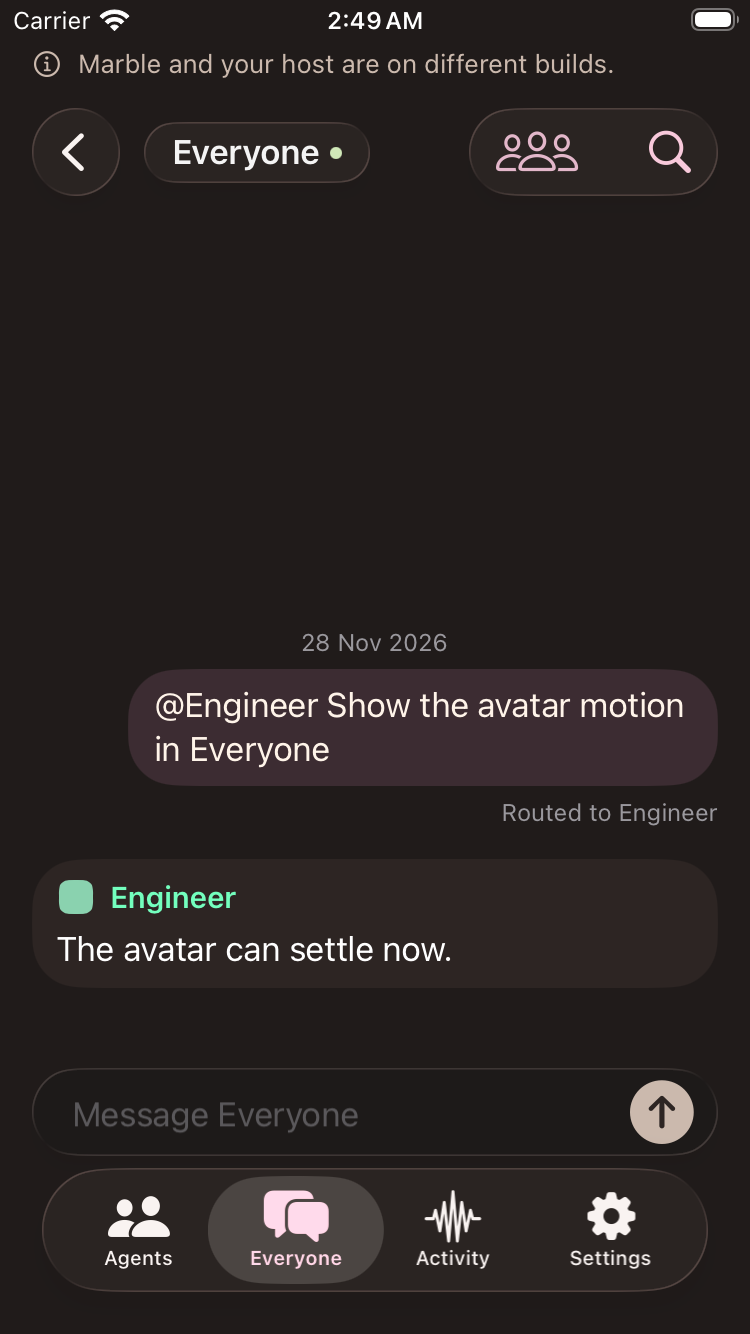 Carrier
2:49 AM
Marble and your host are on different builds.
Everyone
28 Nov 2026
@Engineer Show the avatar motion
in Everyone
Routed to Engineer
Engineer
The avatar can settle now.
Message Everyone
Agents
Everyone
Activity
Settings